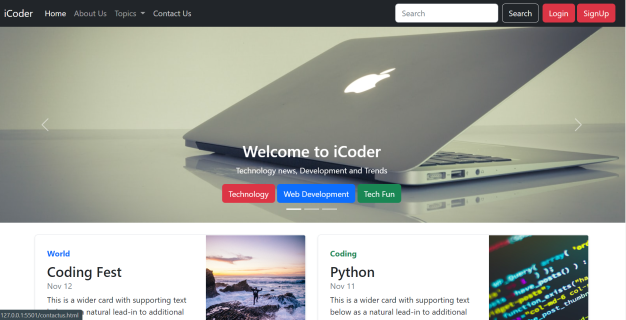 iCoder Home About Us Topics Contact Us Search Search Login SignUp
Welcome to iCoder
Technology news, Development and Trends
Technology Web Development Tech Fun
World
Coding Fest
Nov 12
This is a wider card with supporting text
a natural lead-in to additional
Coding
Python
Nov 11
This is a wider card with supporting text
below as a natural lead-in to additional
127.0.0.1:5501/contactus.html